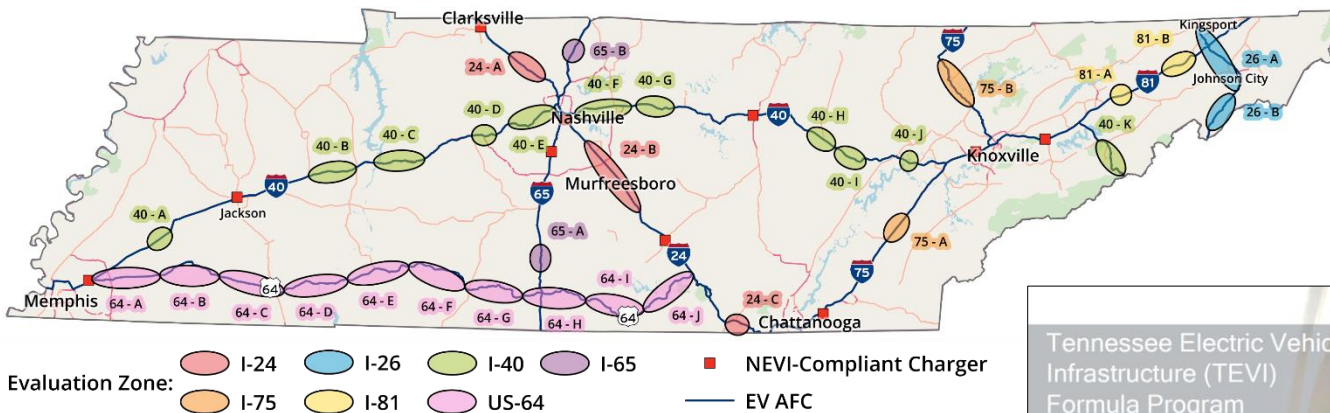 Clarksville
75
Kingsport
65 - B
81 - B
26 - A
24 - A
40 - F
40 - G
81 - A
81
Johnson City
75 - B
40 - D
Nashville
40
40 - H
26 - B
40 - C
40 - J
40 - K
40 - B
40 - E
24 - B
Knoxville
40 - I
40
65
Murfreesboro
Jackson
40 - A
65 - A
75 - A
24
64 - I
75
64
Memphis
64 - A
64 - B
64 - C
64 - D
64 - E
64 - F
64 - G
64 - H
64
64 - J
24 - C
Chattanooga
Evaluation Zone:
I-24
I-26
I-40
I-65
NEVI-Compliant Charger
I-75
I-81
US-64
EV AFC
Tennessee Electric Vehic
Infrastructure (TEVI)
Formula Program